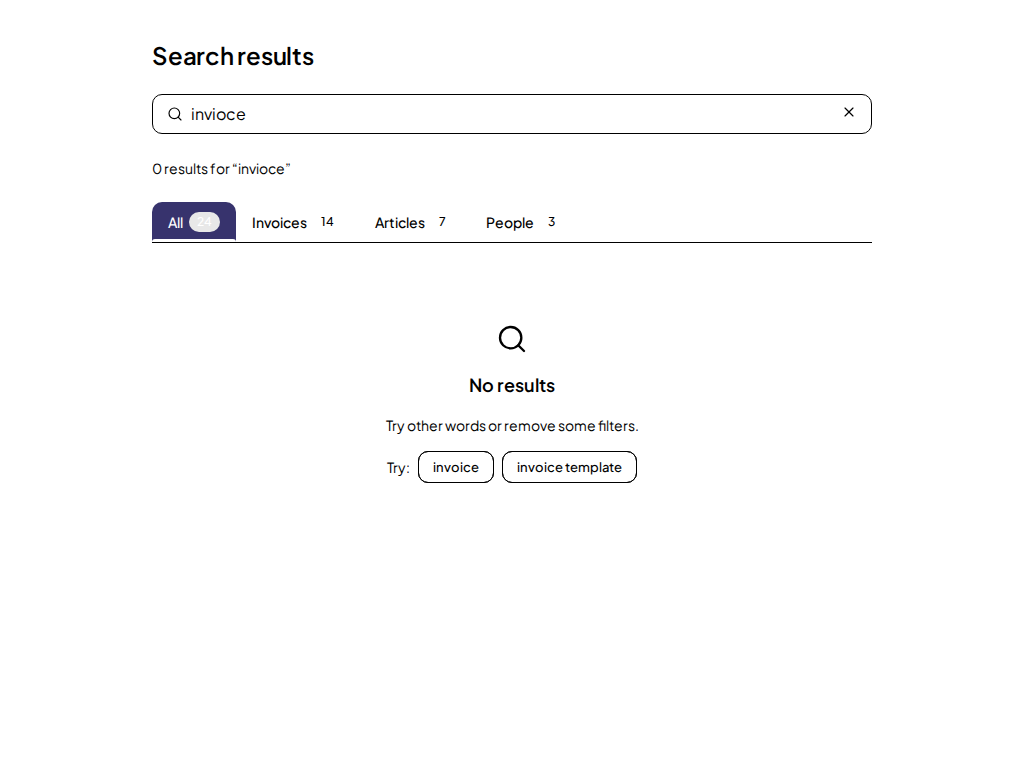 Search results
invioce
0 results for “invioce”
All 24 Invoices 14 Articles 7 People 3
No results
Try other words or remove some filters.
Try: invoice invoice template